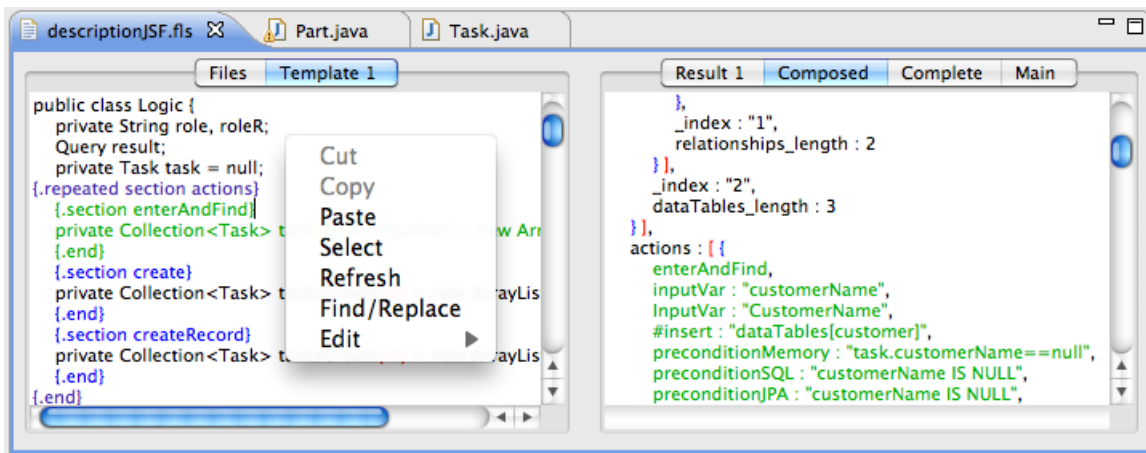 descriptionJSF.fls
Part.java
Task.java
Files
Template 1
public class Logic {
private String role, roleR;
Query result;
private Task task = null;
{.repeated section actions}
{.section enterAndFind}
private Collection<Task> t
w Arr
{.end}
{.section create}
private Collection<Task> t
ayLis
{.end}
{.section createRecord}
private Collection<Task> t
ayLis
{.end}
{.end}
Cut
Copy
Paste
Select
Refresh
Find/Replace
Edit
Result 1
Composed
Complete
Main
},
_index : "1",
relationships_length : 2
} ],
_index : "2",
dataTables_length : 3
} ],
actions : [ {
enterAndFind,
inputVar : "customerName",
InputVar : "CustomerName",
#insert : "dataTables[customer]",
preconditionMemory : "task.customerName==null",
preconditionSQL : "customerName IS NULL",
preconditionJPA : "customerName IS NULL",